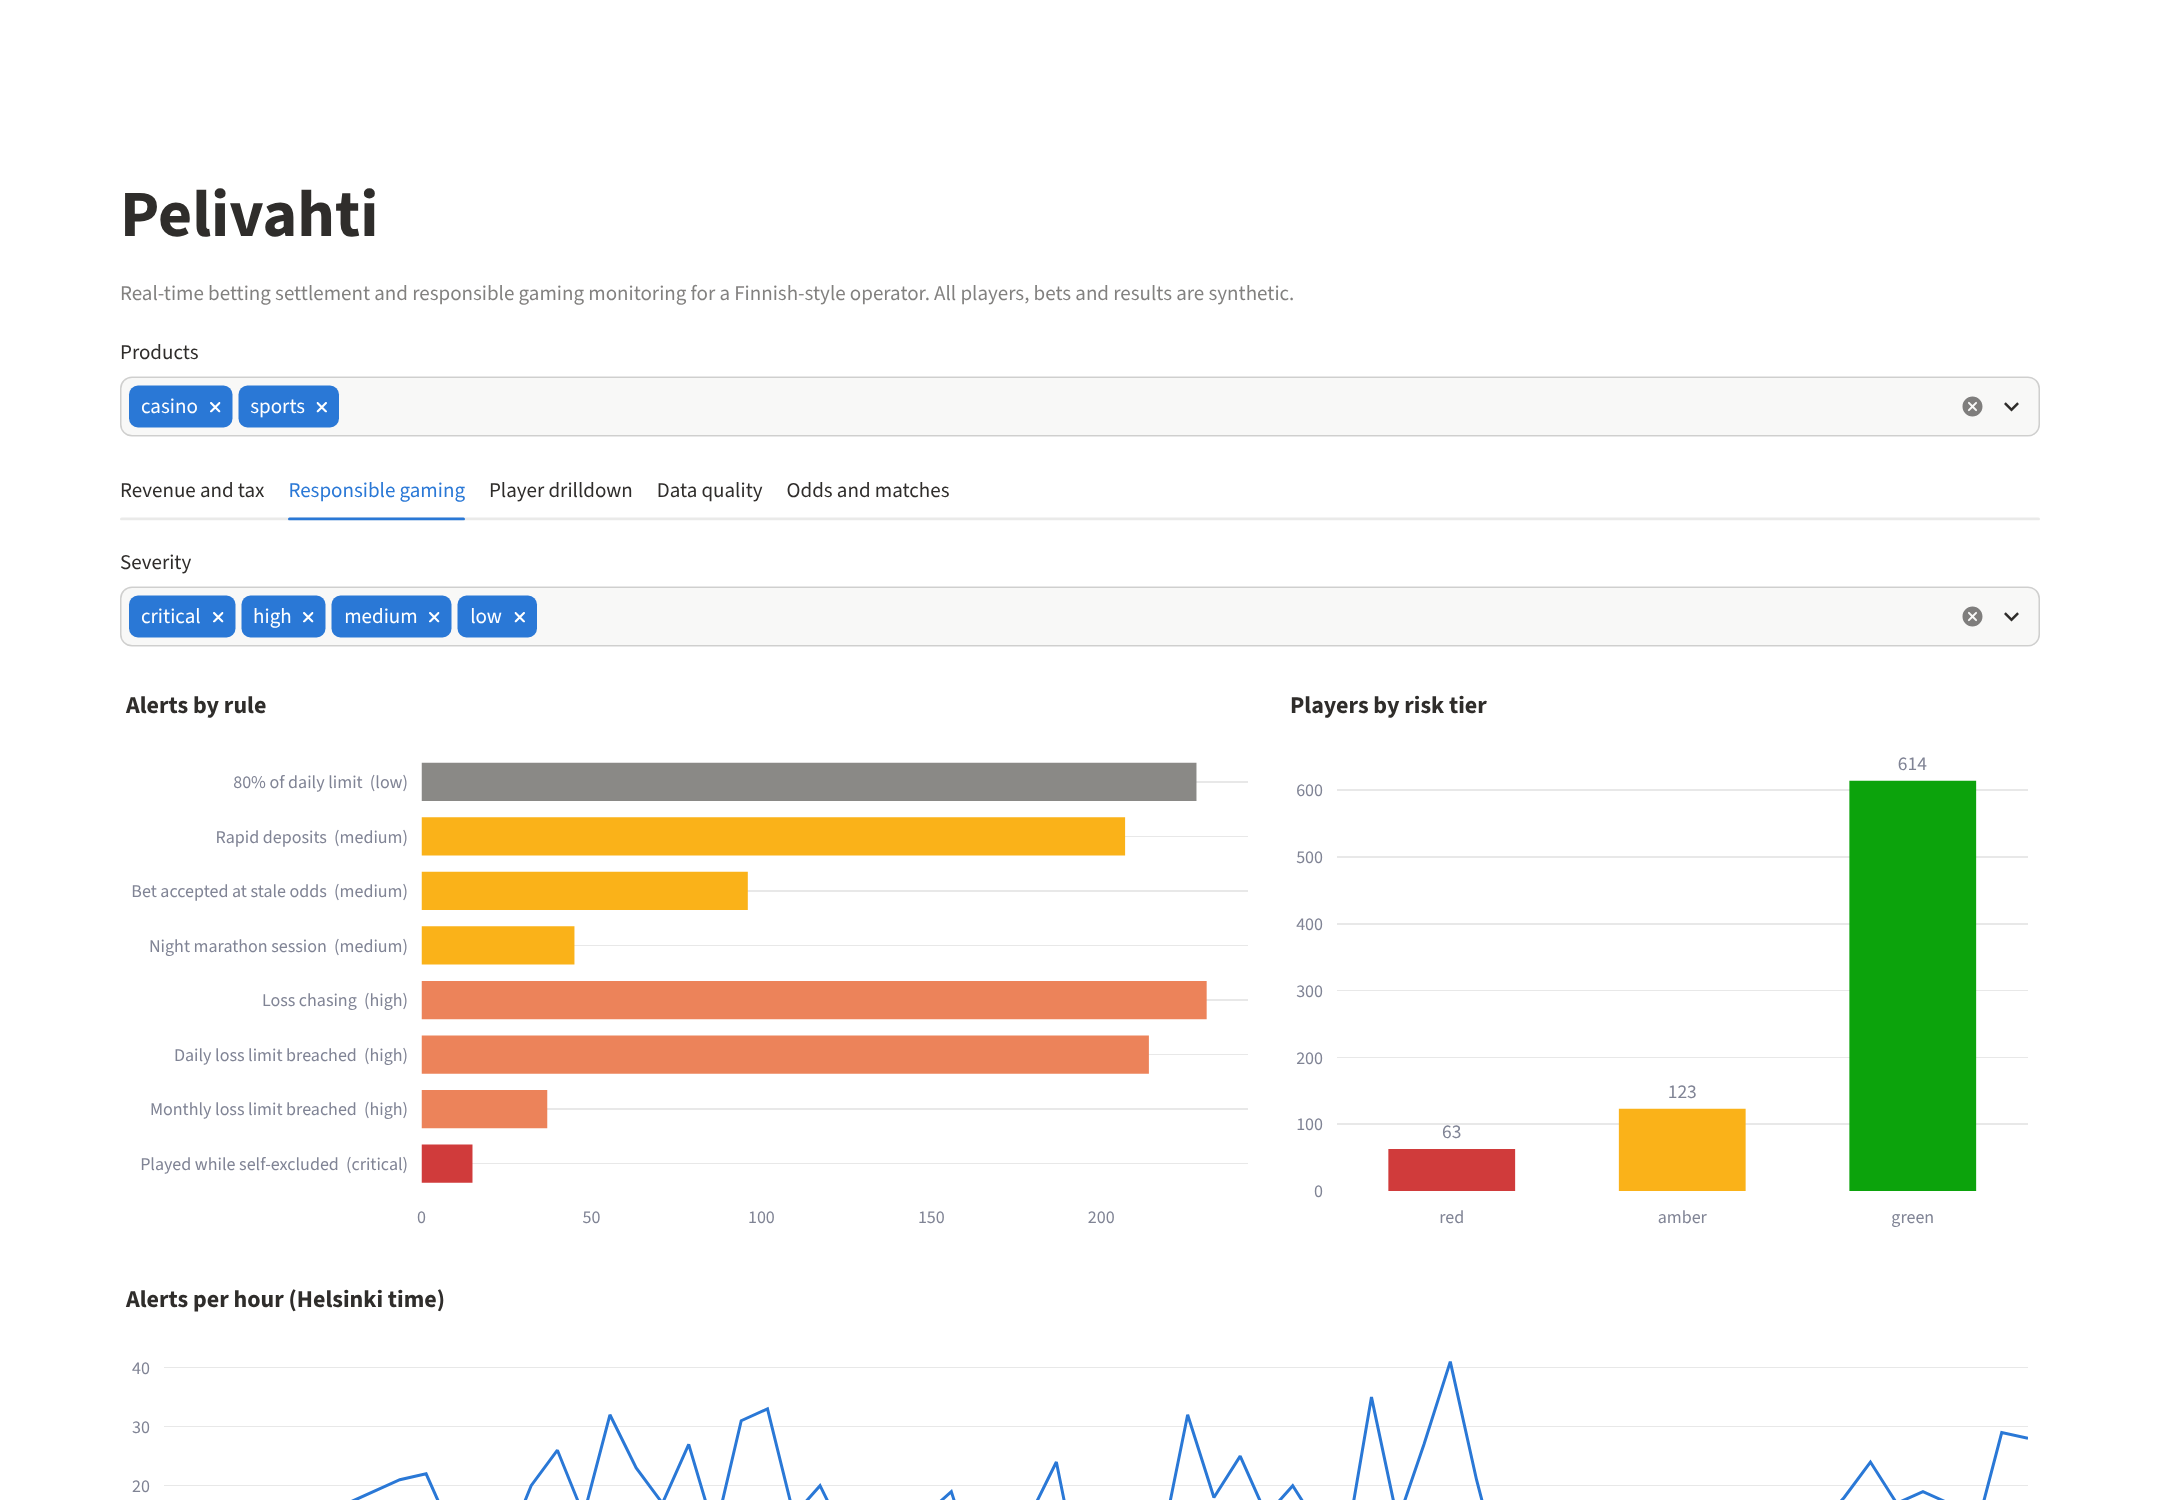 Pelivahti
Real-time betting settlement and responsible gaming monitoring for a Finnish-style operator. All players, bets and results are synthetic.
Products
casino sports
Revenue and tax Responsible gaming Player drilldown Data quality Odds and matches
Severity
critical high medium low
Alerts by rule
80% of daily limit (low)
Rapid deposits (medium)
Bet accepted at stale odds (medium)
Night marathon session (medium)
Loss chasing (high)
Daily loss limit breached (high)
Monthly loss limit breached (high)
Played while self-excluded (critical)
0 50 100 150 200
Players by risk tier
614
600
500
400
300
200
123
100
63
0
red amber green
Alerts per hour (Helsinki time)
40
30
20